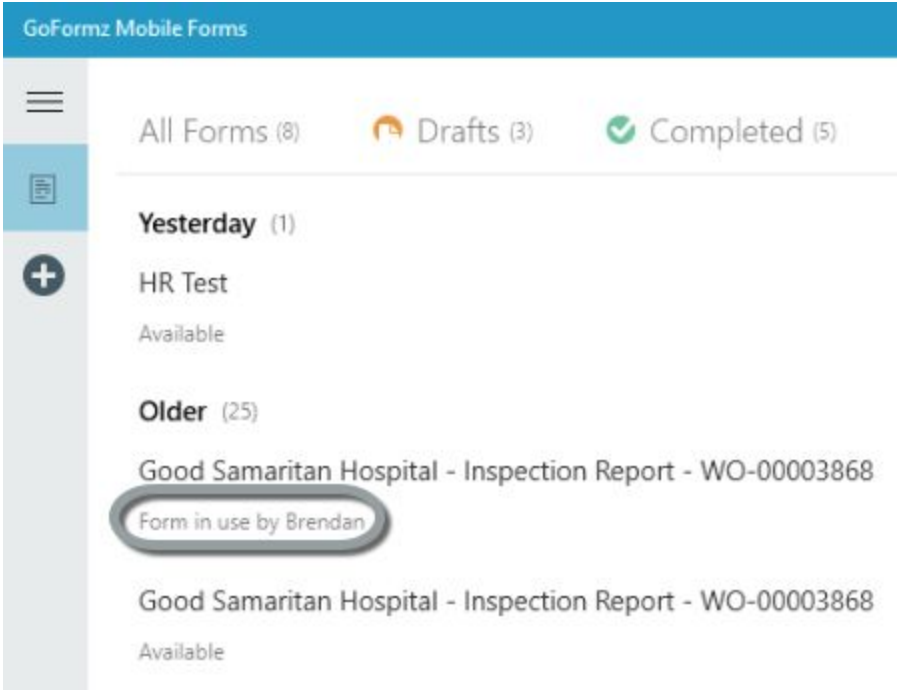 GoFormz Mobile Forms
All Forms (8) Drafts (3) Completed (5)
Yesterday (1)
HR Test
Available
Older (25)
Good Samaritan Hospital - Inspection Report - WO-00003868
Form in use by Brendan
Good Samaritan Hospital - Inspection Report - WO-00003868
Available